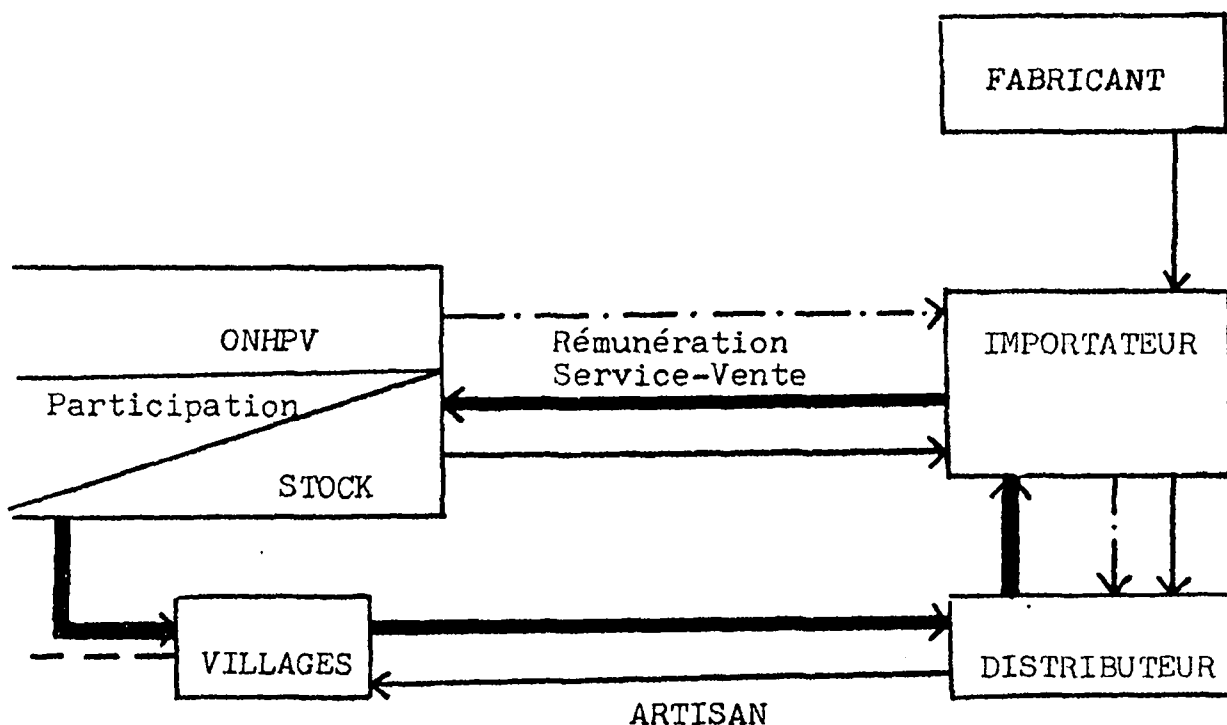 FABRICANT
ONHPV
Rémunération
Service-Vente
IMPORTATEUR
Participation
STOCK
VILLAGES
DISTRIBUTEUR
ARTISAN